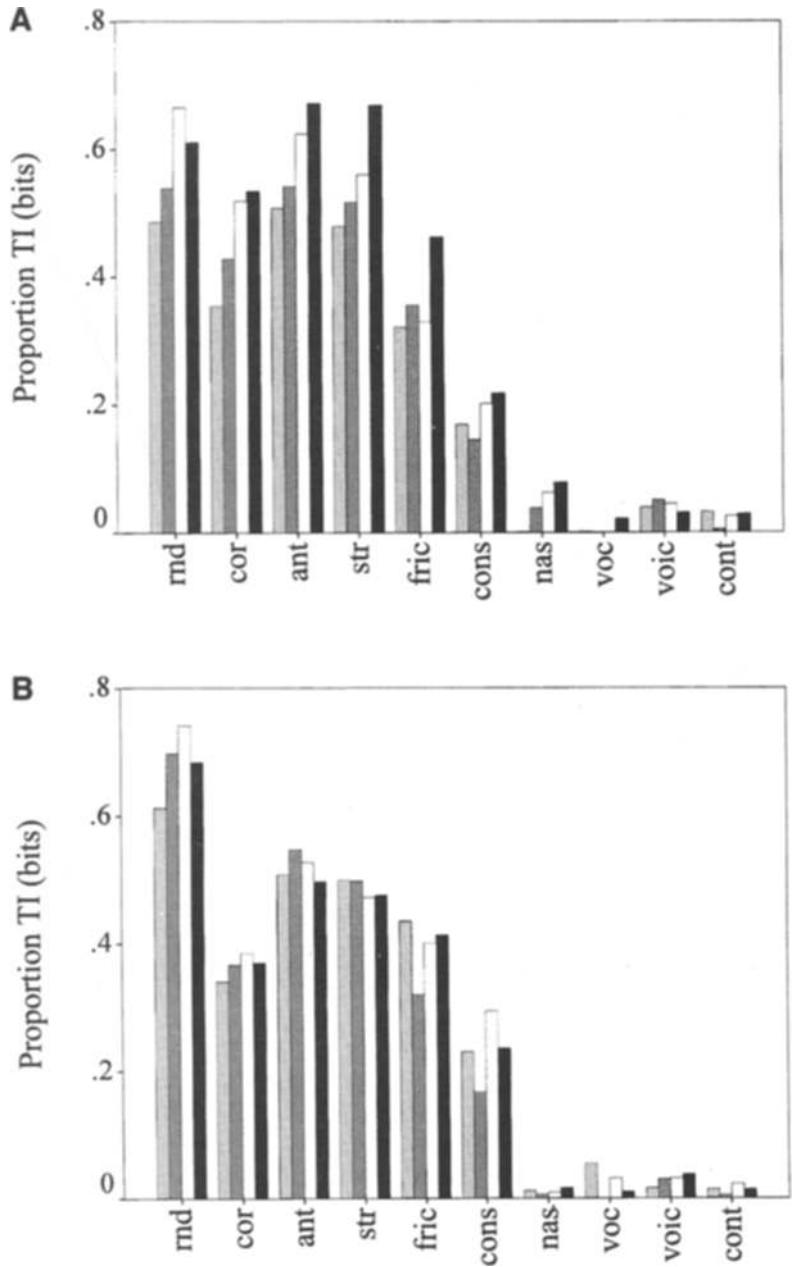 A
.8
.6
.4
.2
0
Proportion TI (bits)
rnd cor ant str fric cons nas voc voic cont
B
.8
.6
.4
.2
0
Proportion TI (bits)
rnd cor ant str fric cons nas voc voic cont